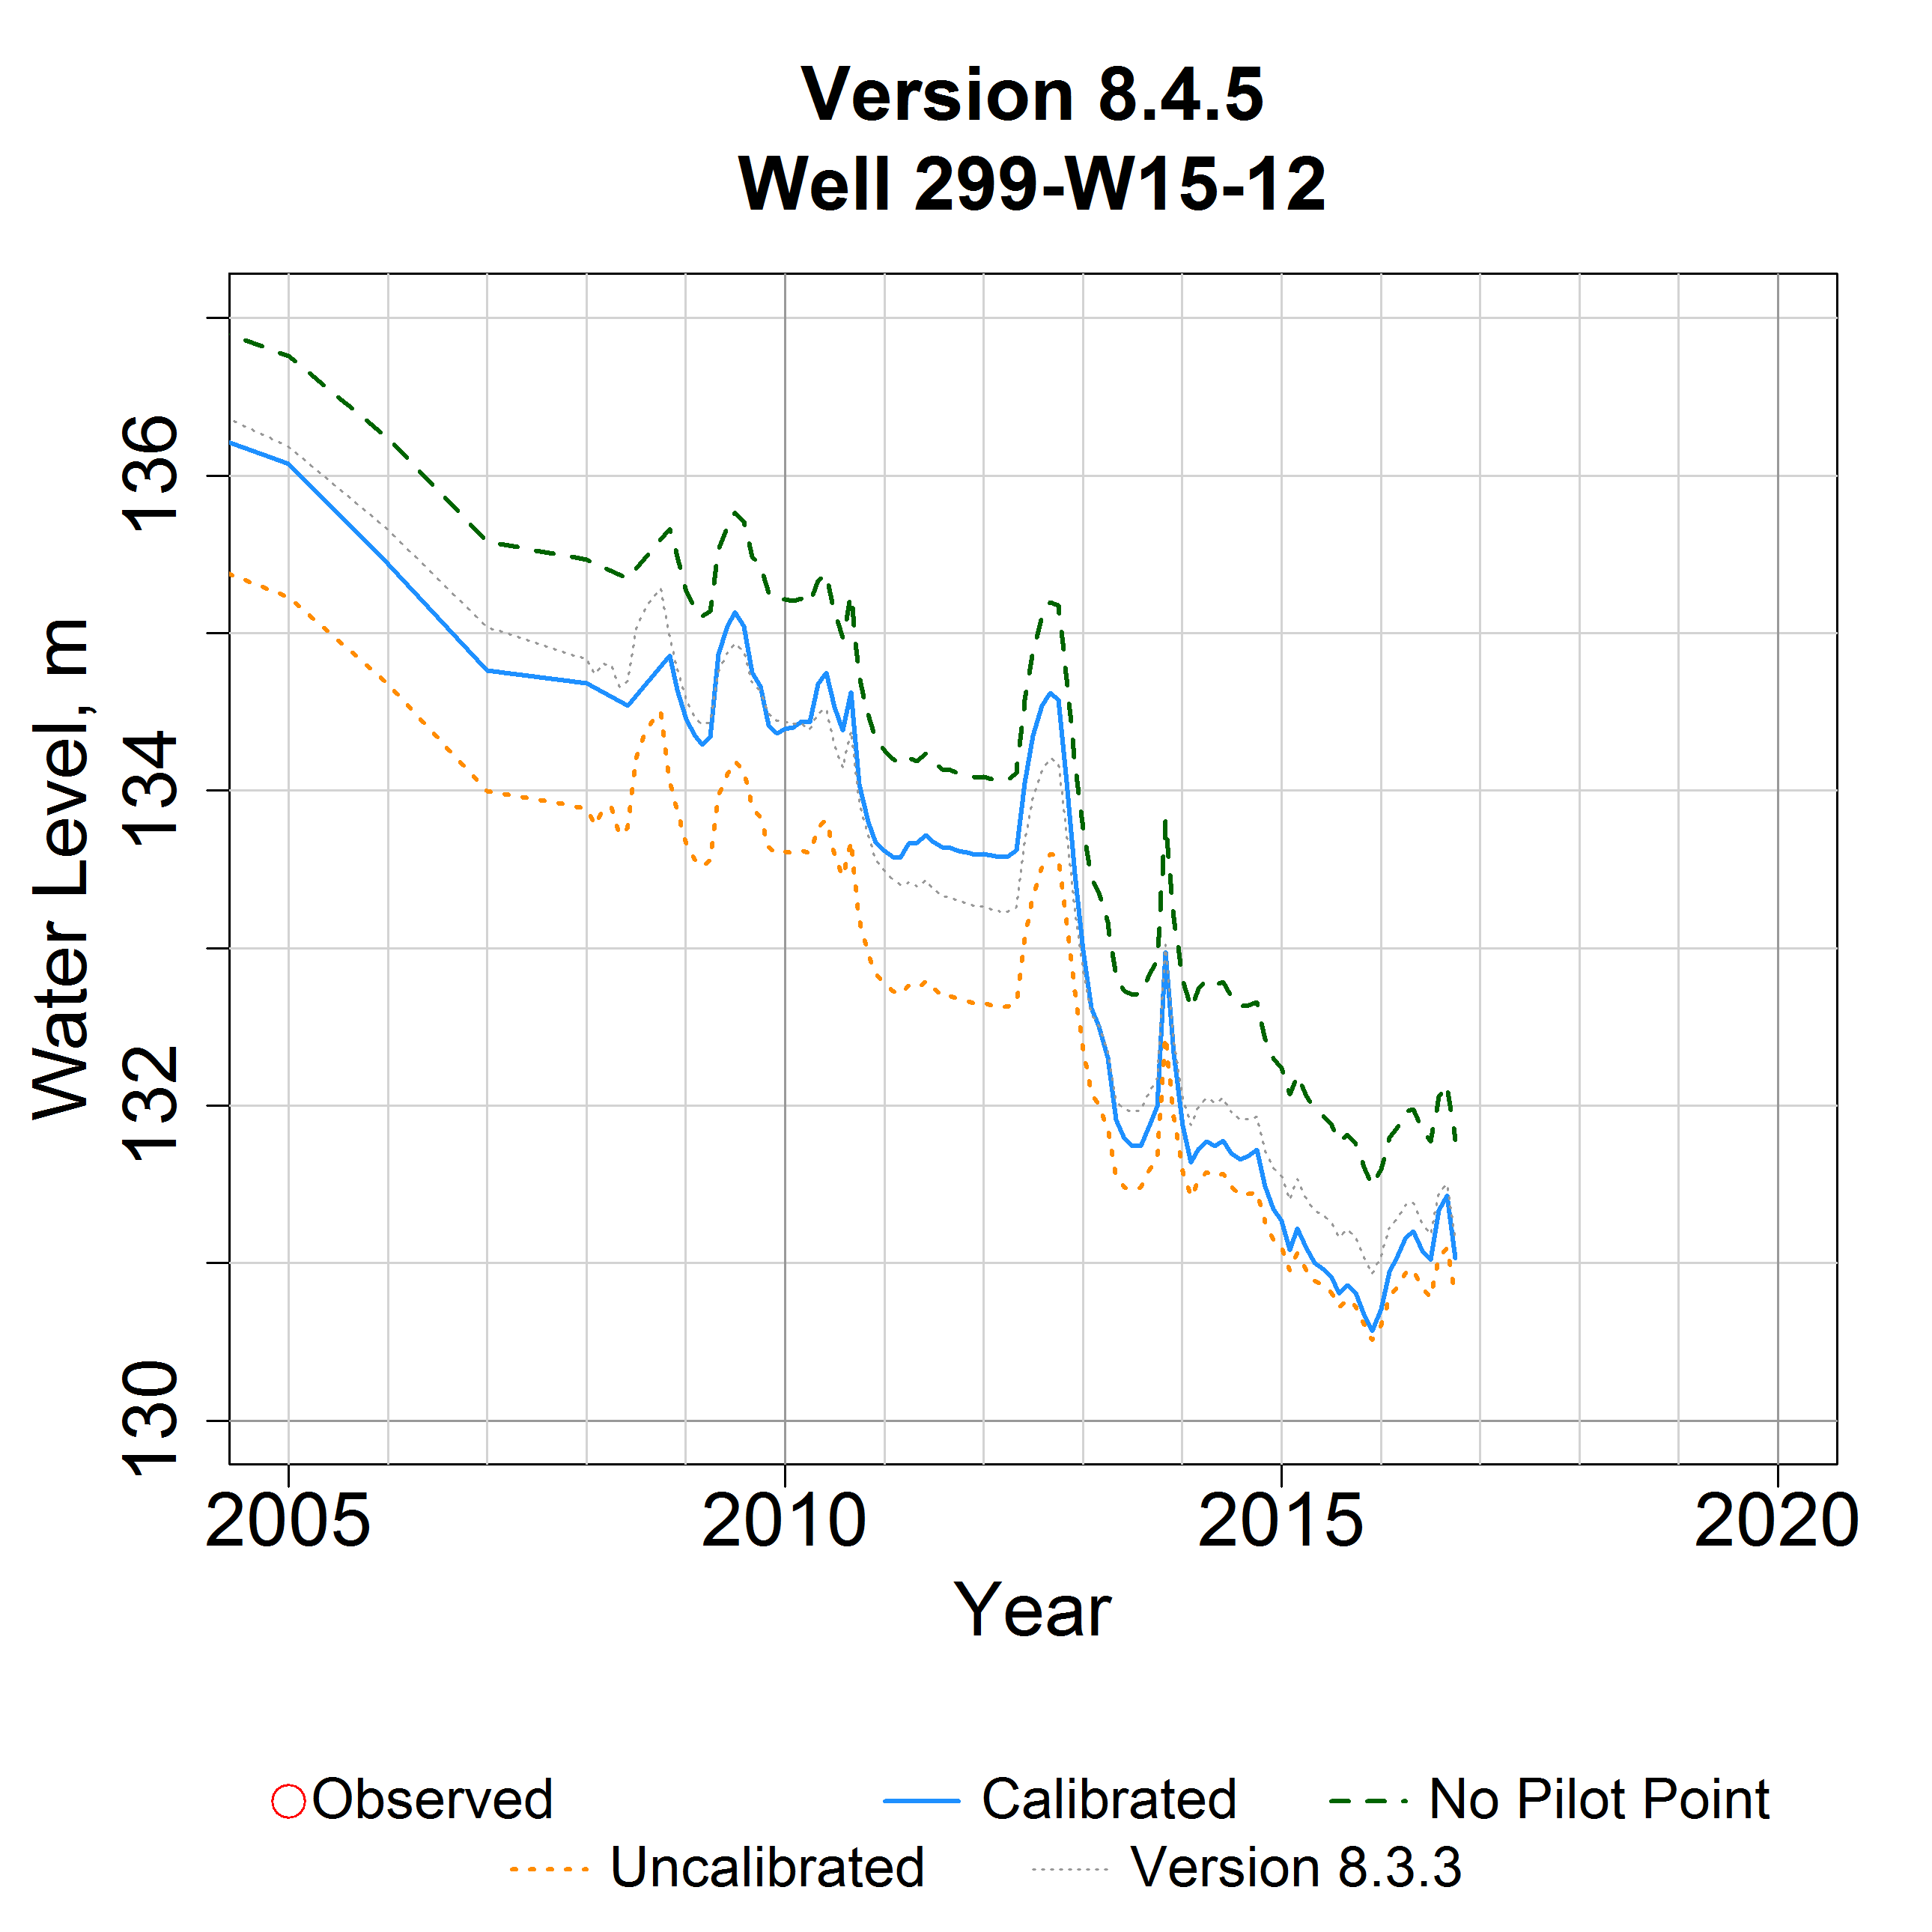 Version 8.4.5
Well 299-W15-12
Water Level, m
136
134
132
130
2005 2010 2015 2020
Year
Observed Calibrated No Pilot Point
Uncalibrated Version 8.3.3